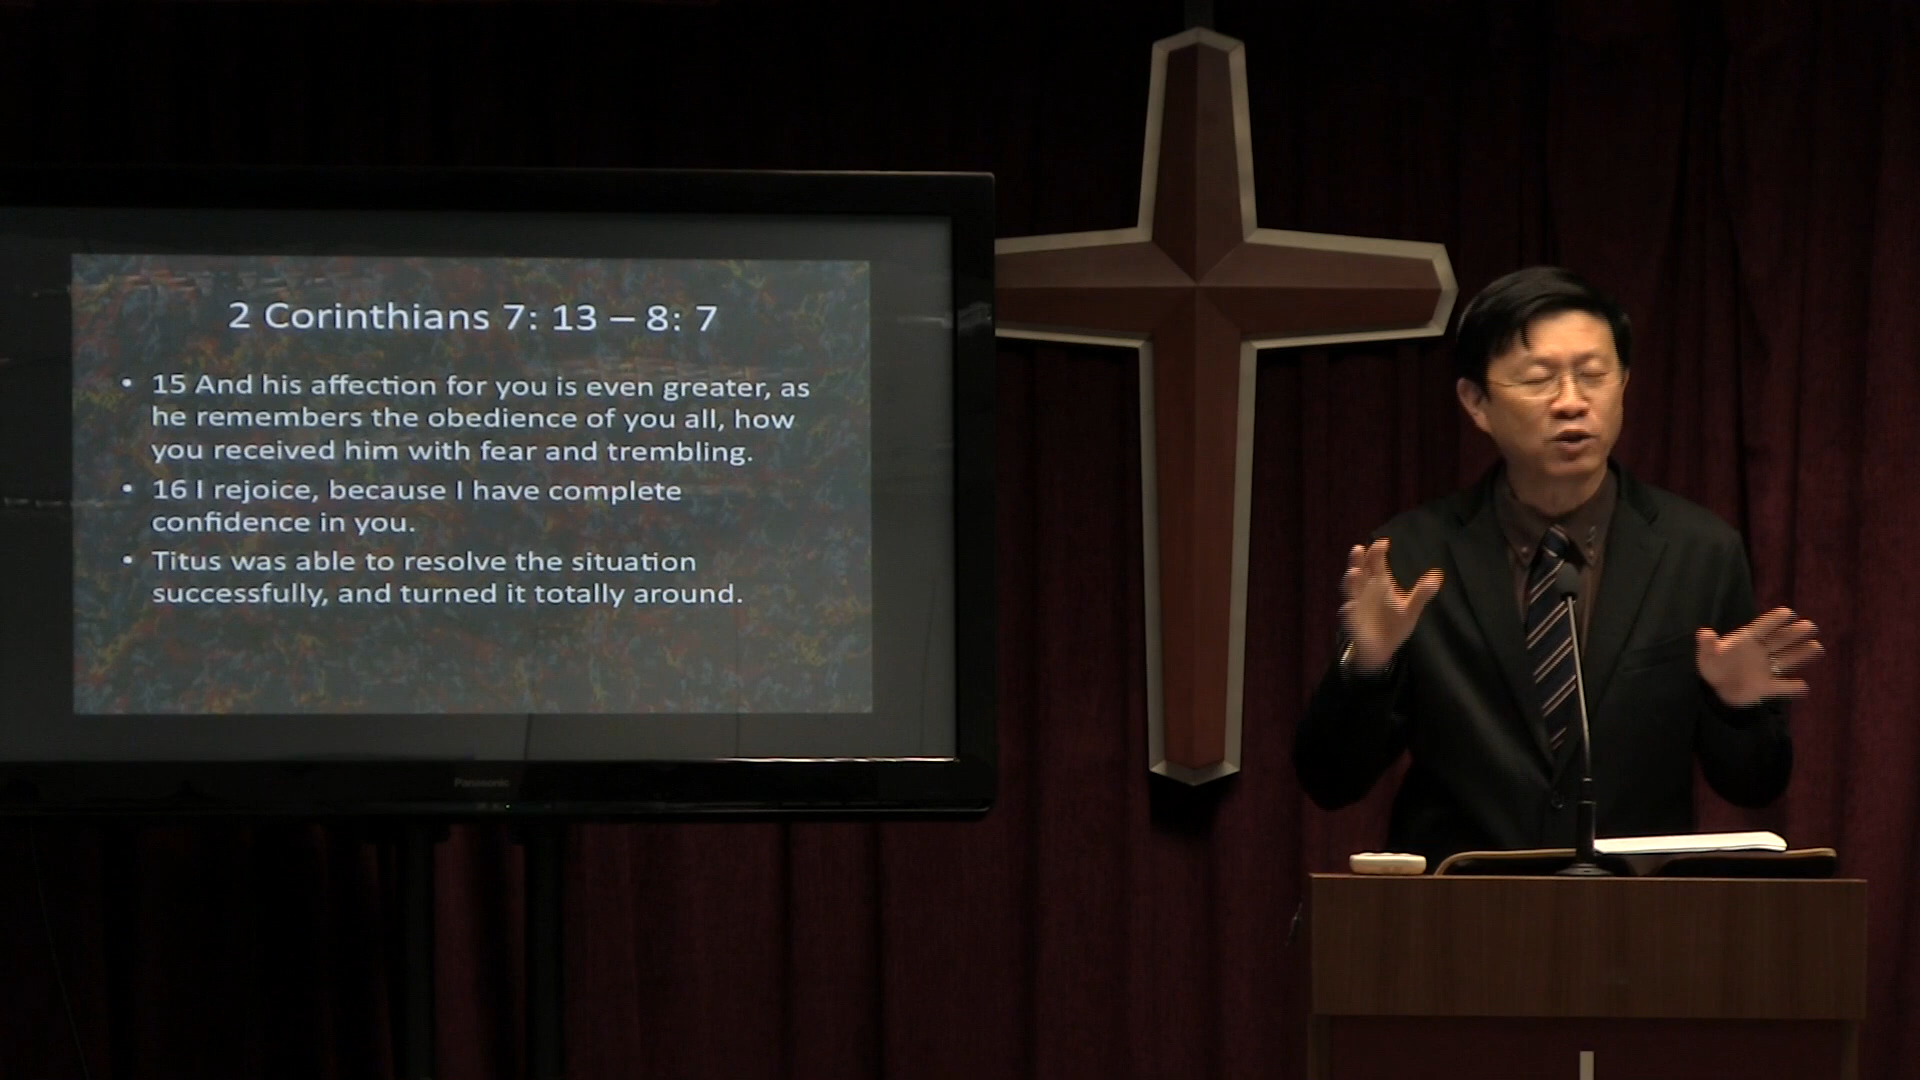 2 Corinthians 7: 13 – 8: 7
• 15 And his affection for you is even greater, as
he remembers the obedience of you all, how
you received him with fear and trembling.
• 16 I rejoice, because I have complete
confidence in you.
• Titus was able to resolve the situation
successfully, and turned it totally around.
Panasonic